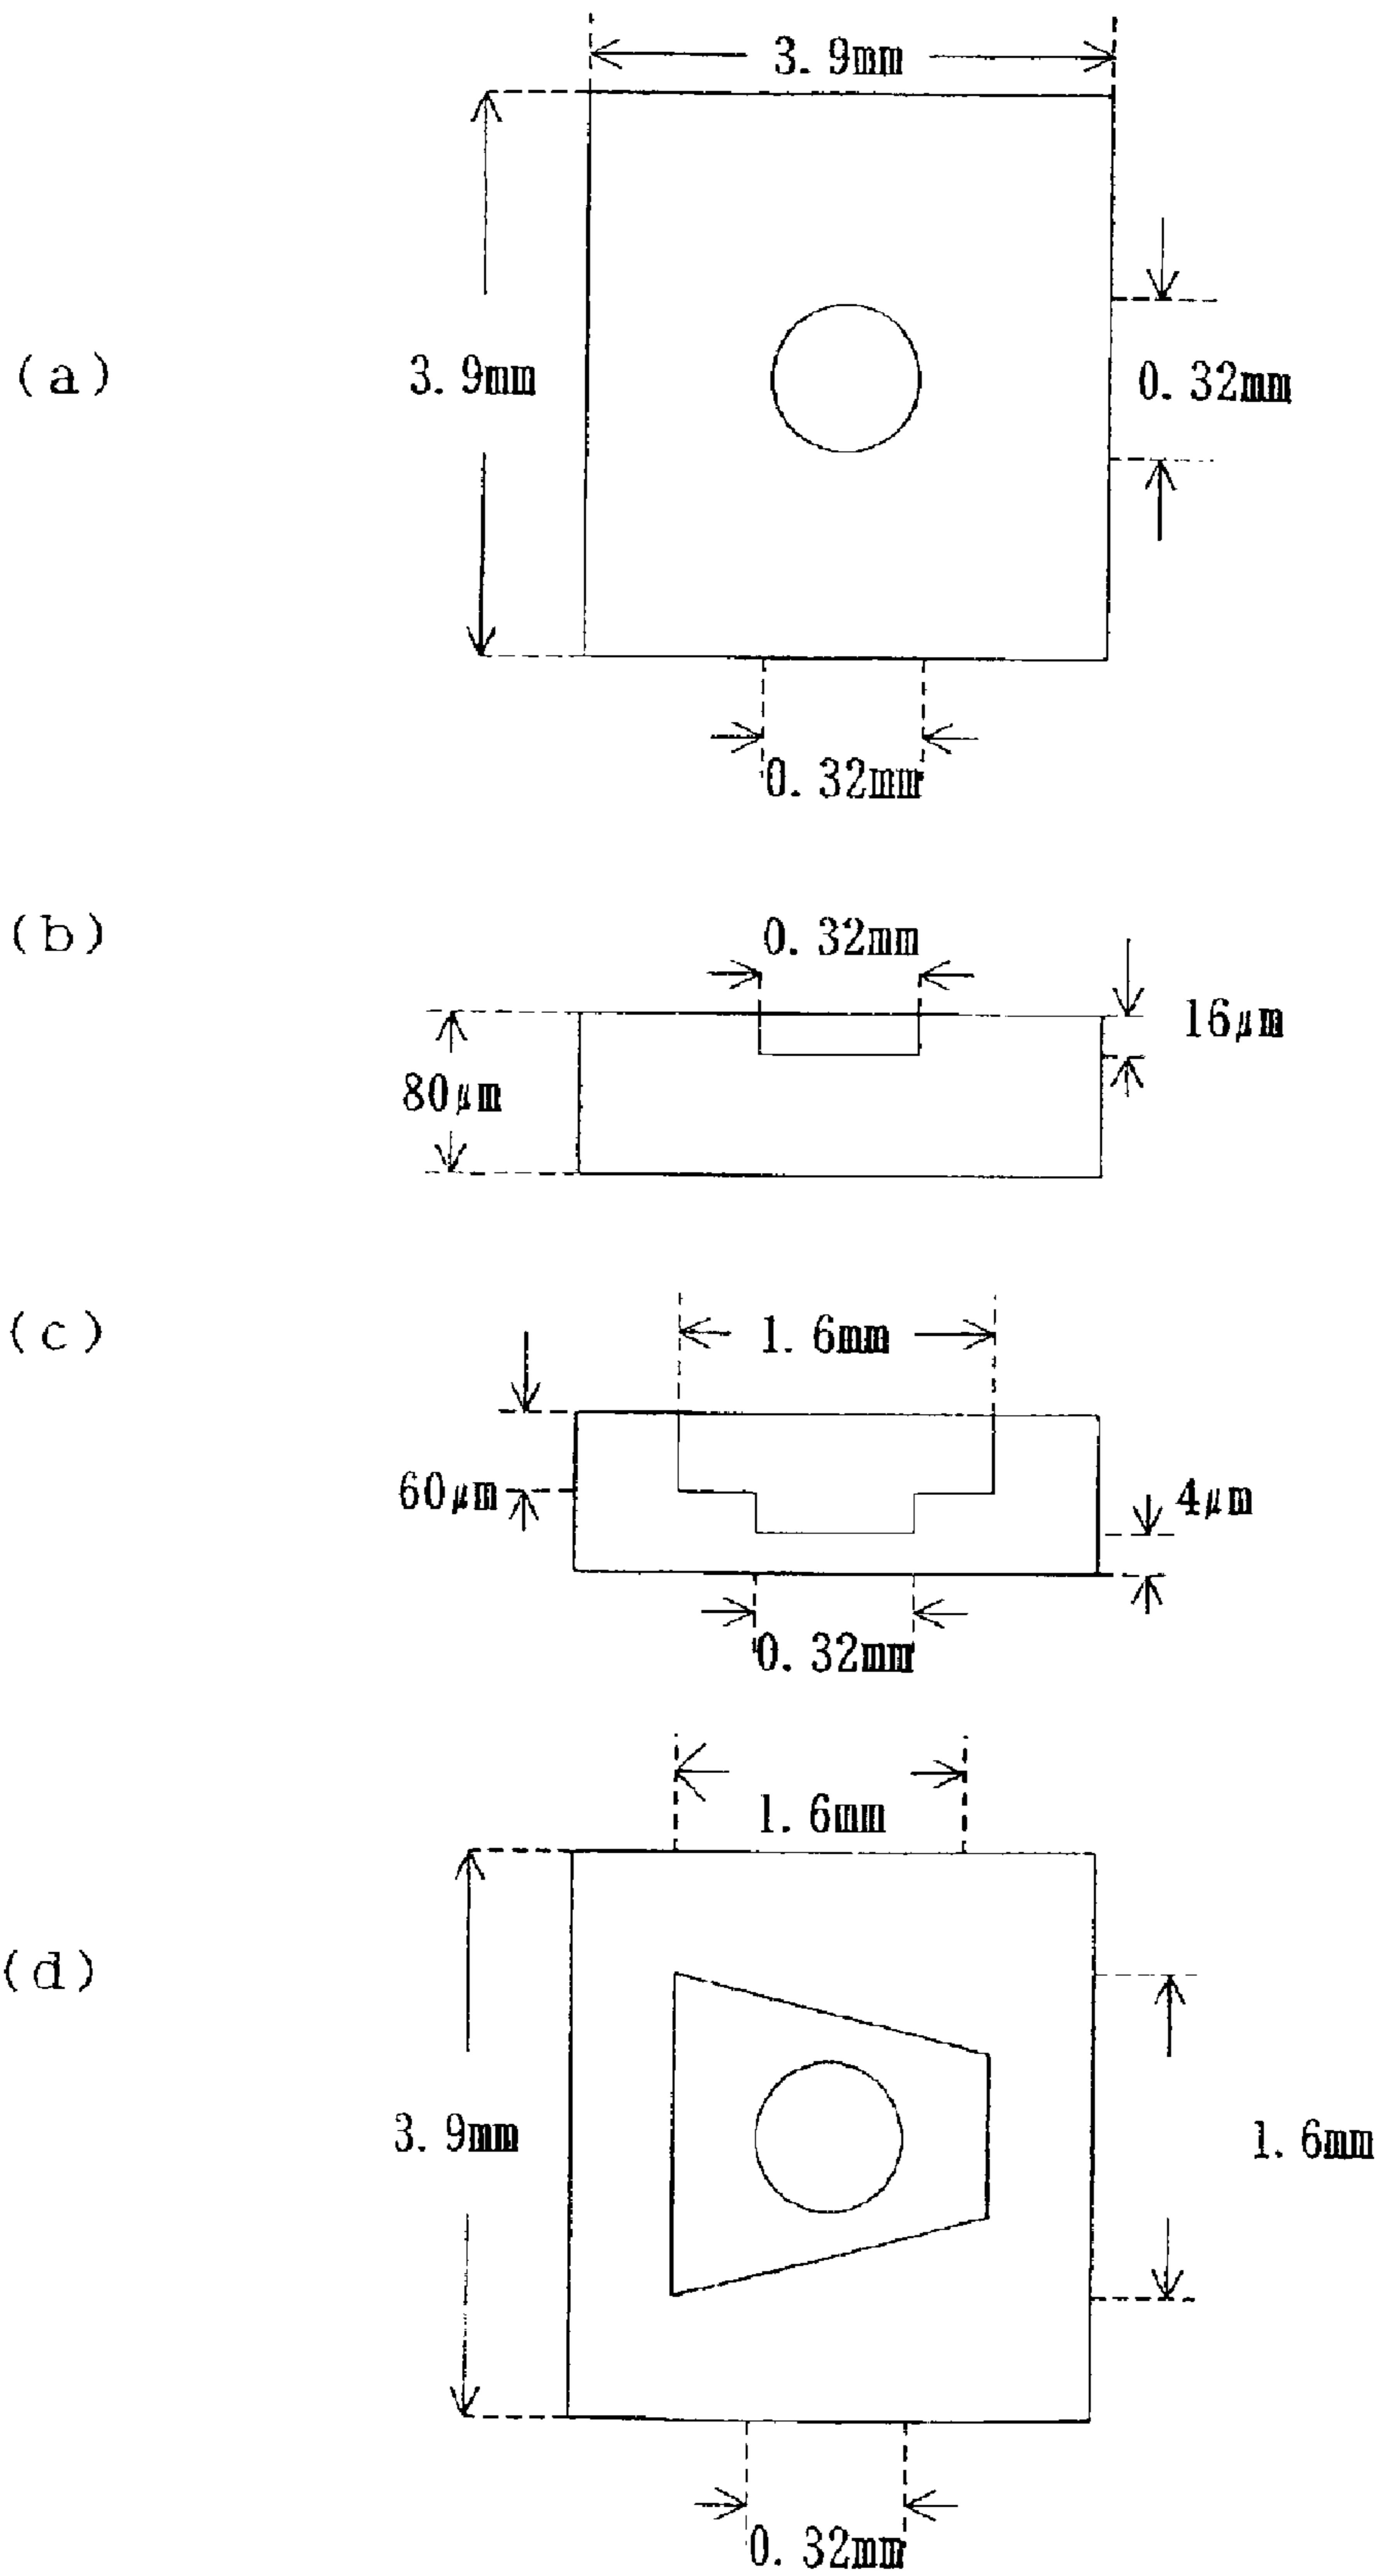 3. 9mm
(a)
3. 9mm
0. 32mm
0. 32mm
(b)
0. 32mm
16μm
80μm
(c)
1. 6mm
60μm
4μm
0. 32mm
1. 6mm
(d)
3. 9mm
1. 6mm
0. 32mm